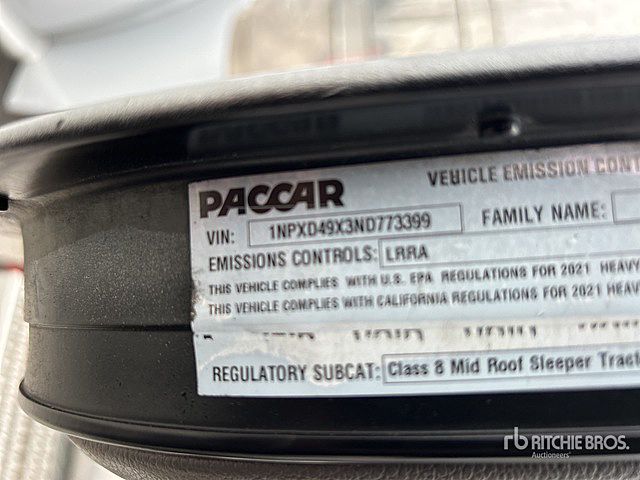 PACCAR VEHICLE EMISSION
VIN: 1NPXD49X3ND773399 FAMILY NAME:
EMISSIONS CONTROLS: LRRA
THIS VEHICLE COMPLIES WITH U.S. EPA REGULATIONS FOR 2021 HEAVY
THIS VEHICLE COMPLIES WITH CALIFORNIA REGULATIONS FOR 2021 HEAV
REGULATORY SUBCAT: Class 8 Mid Roof Sleeper Tract
rb RITCHIE BROS.
Auctioneers